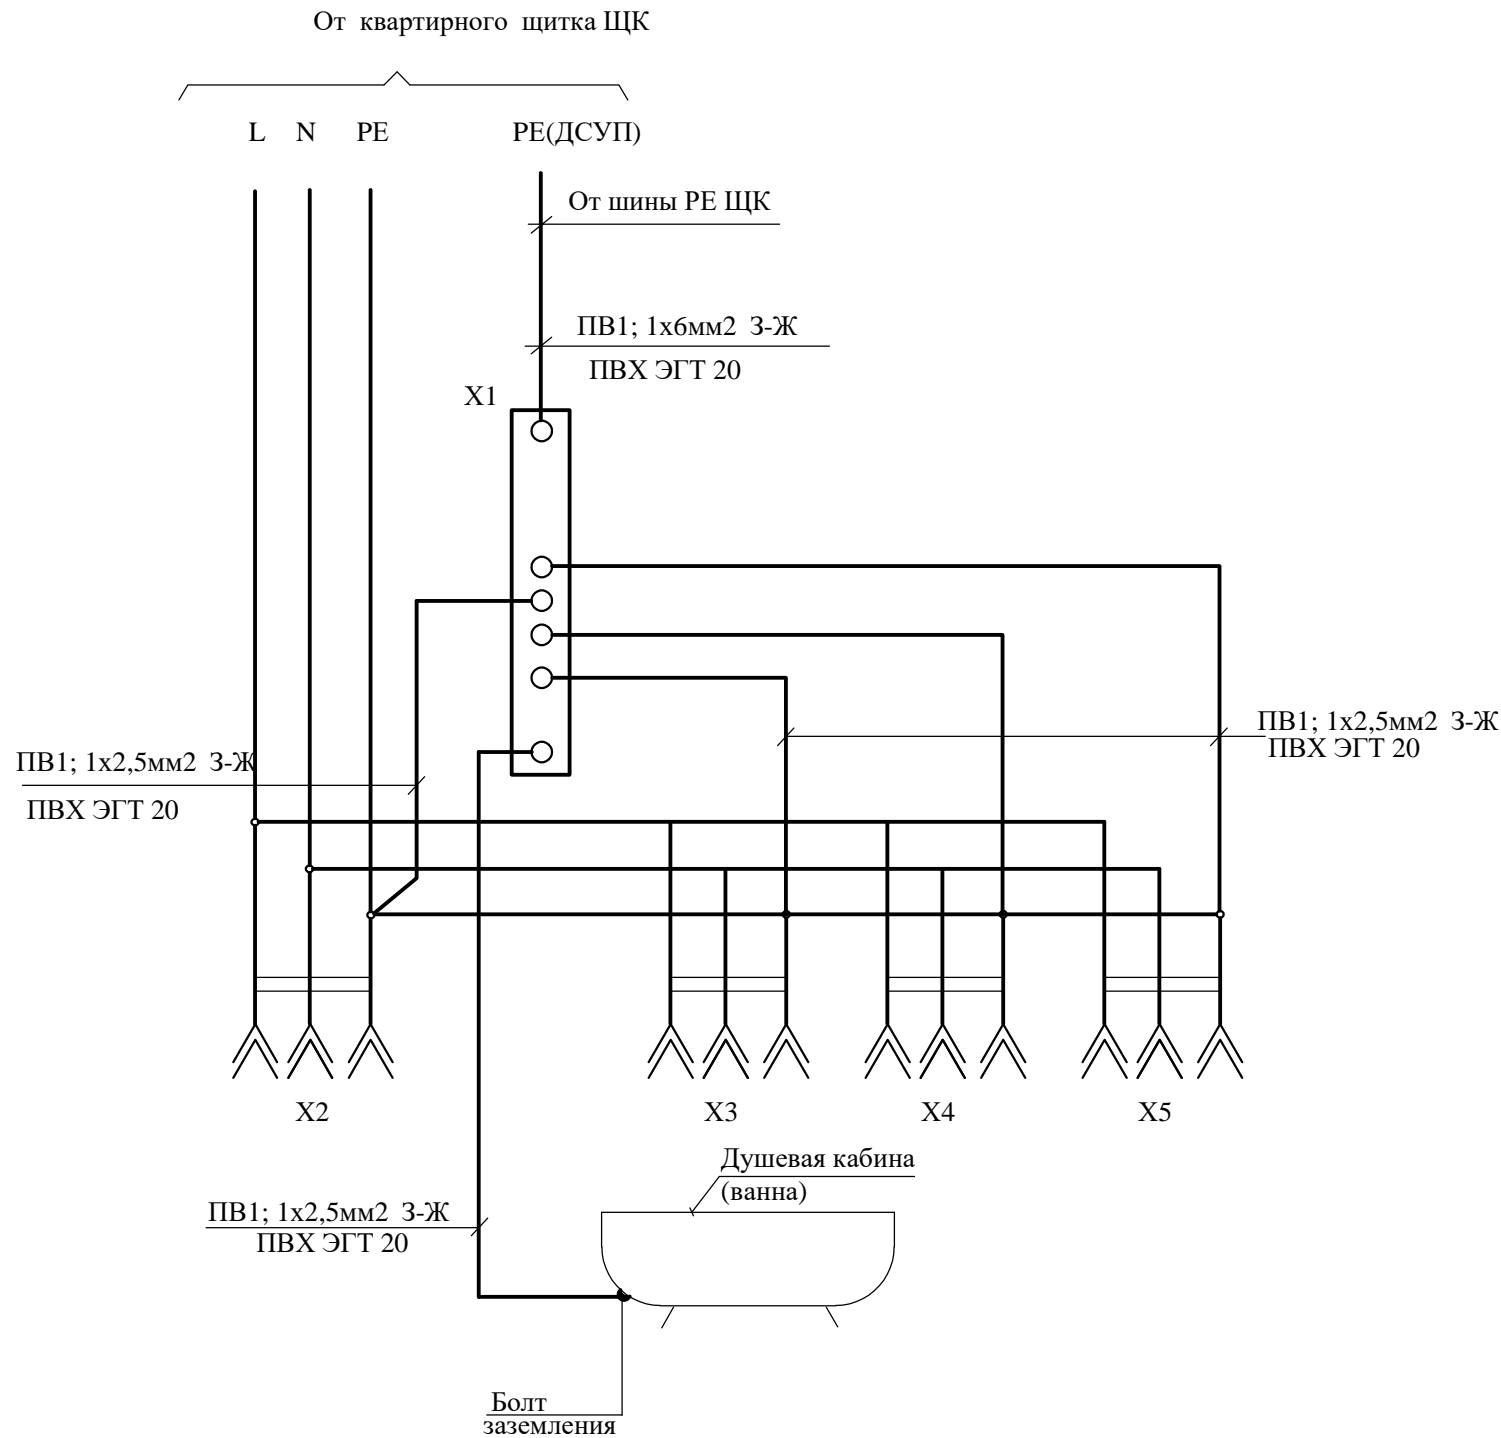 От квартирного щитка ЩК
L N PE PE(ДСУП)
От шины PE ЩК
ПВ1; 1х6мм2 З-Ж
ПВХ ЭГТ 20
X1
ПВ1; 1х2,5мм2 З-Ж
ПВХ ЭГТ 20
ПВ1; 1х2,5мм2 З-Ж
ПВХ ЭГТ 20
X2 X3 X4 X5
Душевая кабина
(ванна)
ПВ1; 1х2,5мм2 З-Ж
ПВХ ЭГТ 20
Болт
заземления